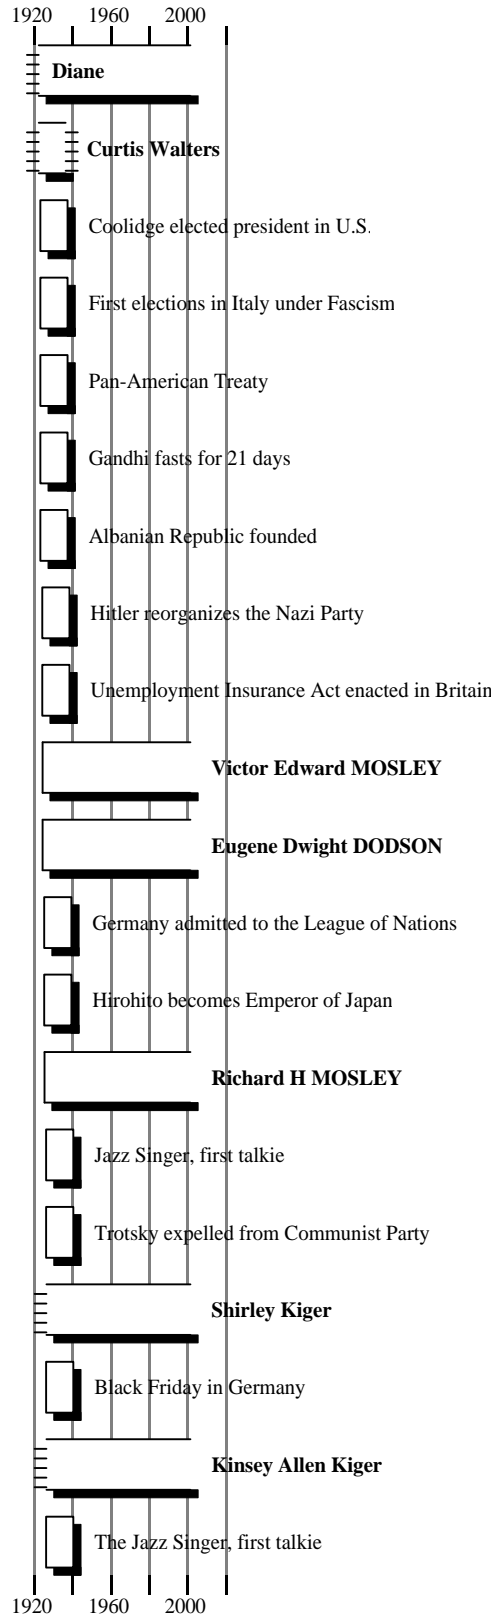 1920 1960 2000
Diane
Curtis Walters
Coolidge elected president in U.S.
First elections in Italy under Fascism
Pan-American Treaty
Gandhi fasts for 21 days
Albanian Republic founded
Hitler reorganizes the Nazi Party
Unemployment Insurance Act enacted in Britain
Victor Edward MOSLEY
Eugene Dwight DODSON
Germany admitted to the League of Nations
Hirohito becomes Emperor of Japan
Richard H MOSLEY
Jazz Singer, first talkie
Trotsky expelled from Communist Party
Shirley Kiger
Black Friday in Germany
Kinsey Allen Kiger
The Jazz Singer, first talkie
1920 1960 2000